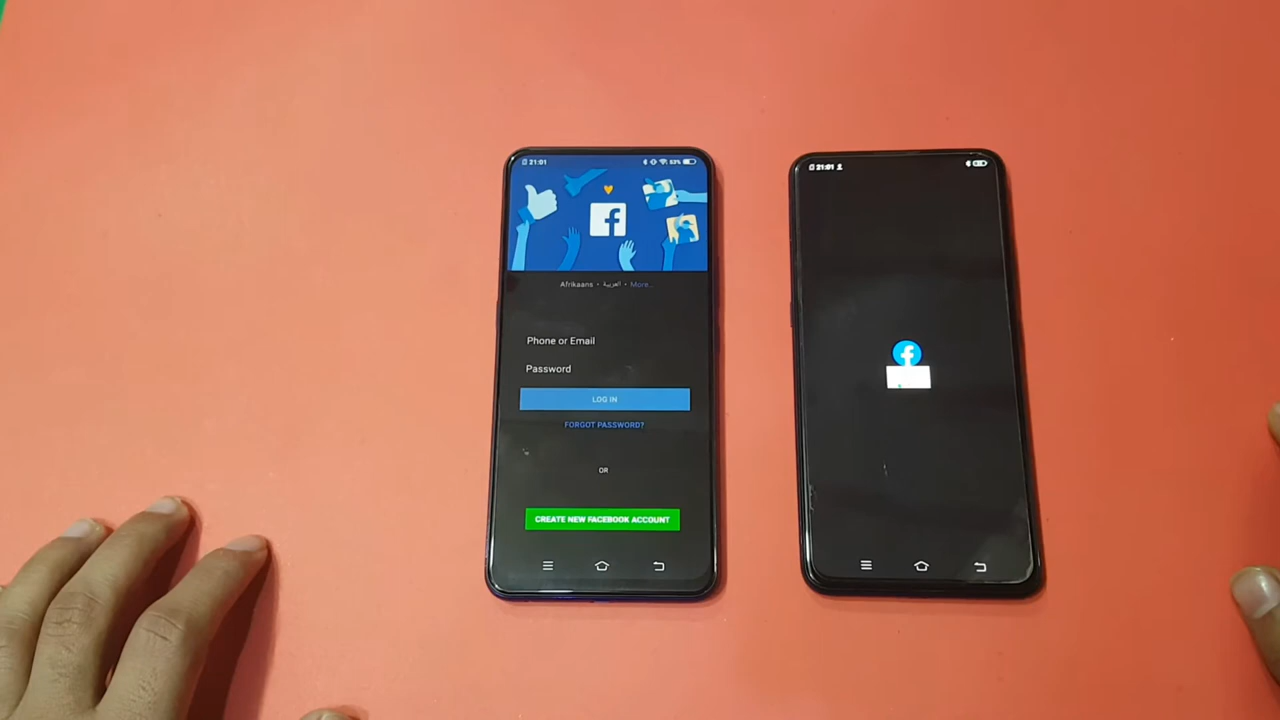 21:01
53%
Afrikaans • العربية • More...
Phone or Email
Password
LOG IN
FORGOT PASSWORD?
OR
CREATE NEW FACEBOOK ACCOUNT
21:01